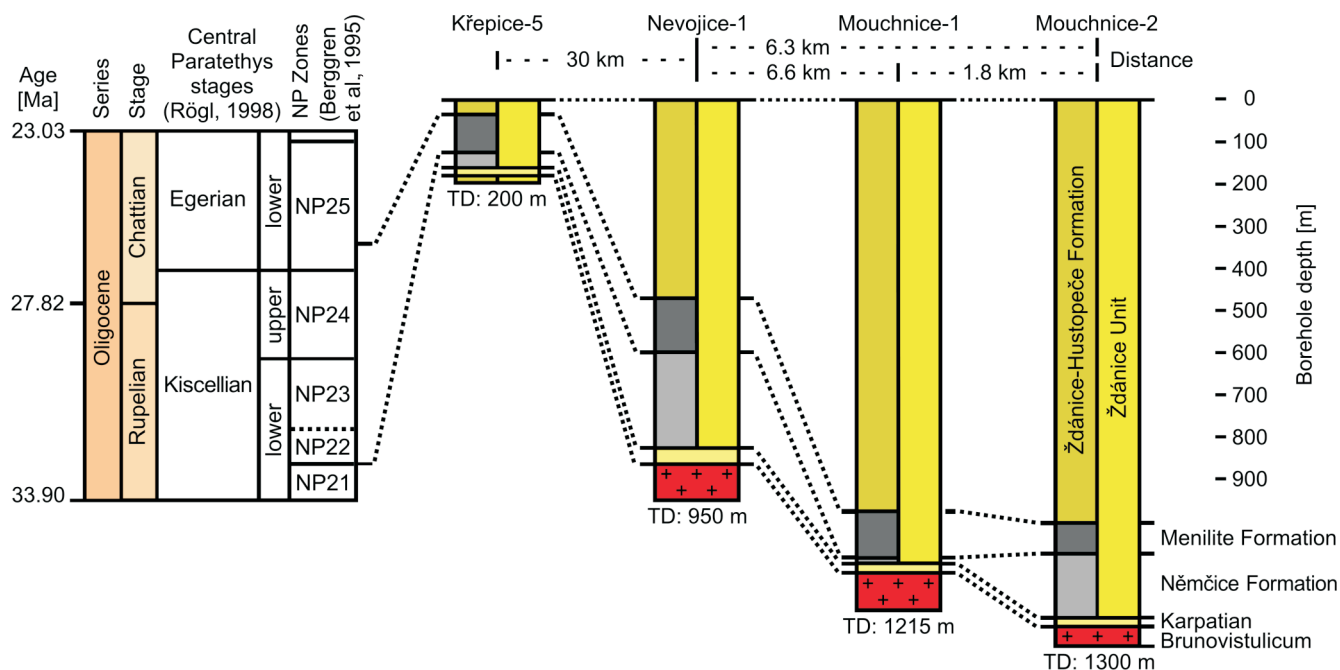 Křepice-5
Nevojice-1
Mouchnice-1
Mouchnice-2
6.3 km
30 km
6.6 km
1.8 km
Distance
Age
[Ma]
Series
Stage
Central
Paratethys
stages
(Rögl, 1998)
NP Zones
(Berggren
et al., 1995)
23.03
27.82
33.90
Oligocene
Chattian
Rupelian
Egerian
Kiscellian
lower
upper
lower
NP25
NP24
NP23
NP22
NP21
TD: 200 m
TD: 950 m
TD: 1215 m
TD: 1300 m
Ždánice-Hustopeče Formation
Ždánice Unit
0
100
200
300
400
500
600
700
800
900
Borehole depth [m]
Menilite Formation
Němčice Formation
Karpatian
Brunovistulicum